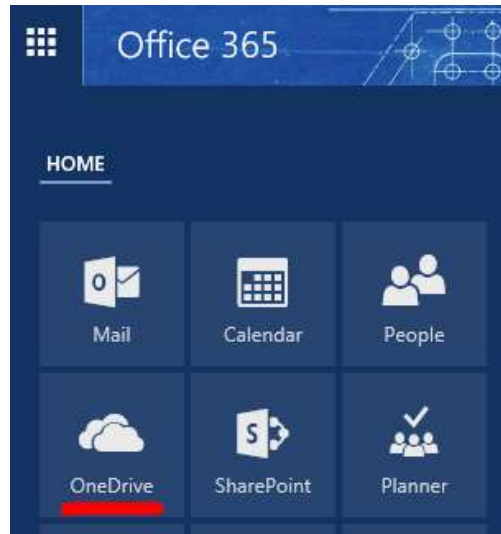 Office 365
HOME
Mail Calendar People
OneDrive SharePoint Planner